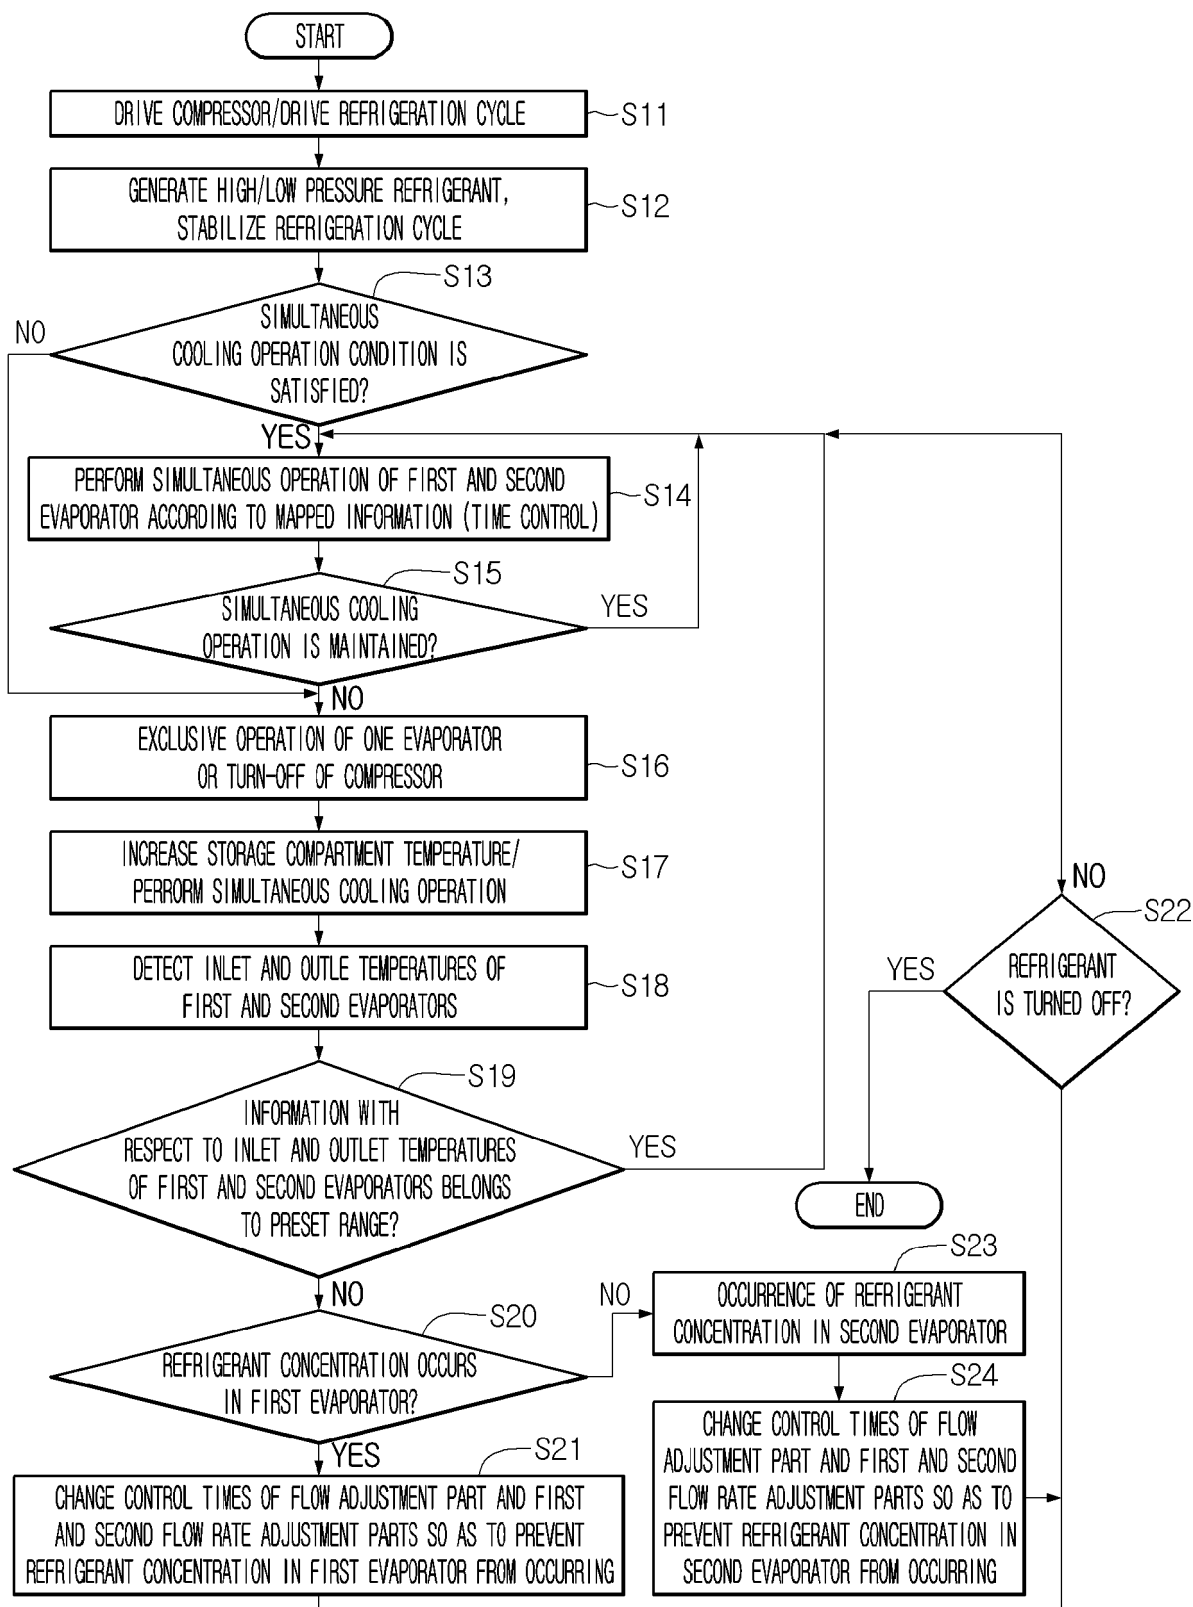 START
DRIVE COMPRESSOR/DRIVE REFRIGERATION CYCLE
S11
GENERATE HIGH/LOW PRESSURE REFRIGERANT,
STABILIZE REFRIGERATION CYCLE
S12
S13
SIMULTANEOUS
COOLING OPERATION CONDITION IS
SATISFIED?
NO
YES
PERFORM SIMULTANEOUS OPERATION OF FIRST AND SECOND
EVAPORATOR ACCORDING TO MAPPED INFORMATION (TIME CONTROL)
S14
S15
SIMULTANEOUS COOLING
OPERATION IS MAINTAINED?
YES
NO
EXCLUSIVE OPERATION OF ONE EVAPORATOR
OR TURN-OFF OF COMPRESSOR
S16
INCREASE STORAGE COMPARTMENT TEMPERATURE/
PERRORM SIMULTANEOUS COOLING OPERATION
S17
DETECT INLET AND OUTLE TEMPERATURES OF
FIRST AND SECOND EVAPORATORS
S18
NO
S22
REFRIGERANT
IS TURNED OFF?
YES
END
S19
INFORMATION WITH
RESPECT TO INLET AND OUTLET TEMPERATURES
OF FIRST AND SECOND EVAPORATORS BELONGS
TO PRESET RANGE?
YES
NO
S20
REFRIGERANT CONCENTRATION OCCURS
IN FIRST EVAPORATOR?
NO
S23
OCCURRENCE OF REFRIGERANT
CONCENTRATION IN SECOND EVAPORATOR
S24
CHANGE CONTROL TIMES OF FLOW
ADJUSTMENT PART AND FIRST AND SECOND
FLOW RATE ADJUSTMENT PARTS SO AS TO
PREVENT REFRIGERANT CONCENTRATION IN
SECOND EVAPORATOR FROM OCCURRING
YES
S21
CHANGE CONTROL TIMES OF FLOW ADJUSTMENT PART AND FIRST
AND SECOND FLOW RATE ADJUSTMENT PARTS SO AS TO PREVENT
REFRIGERANT CONCENTRATION IN FIRST EVAPORATOR FROM OCCURRING